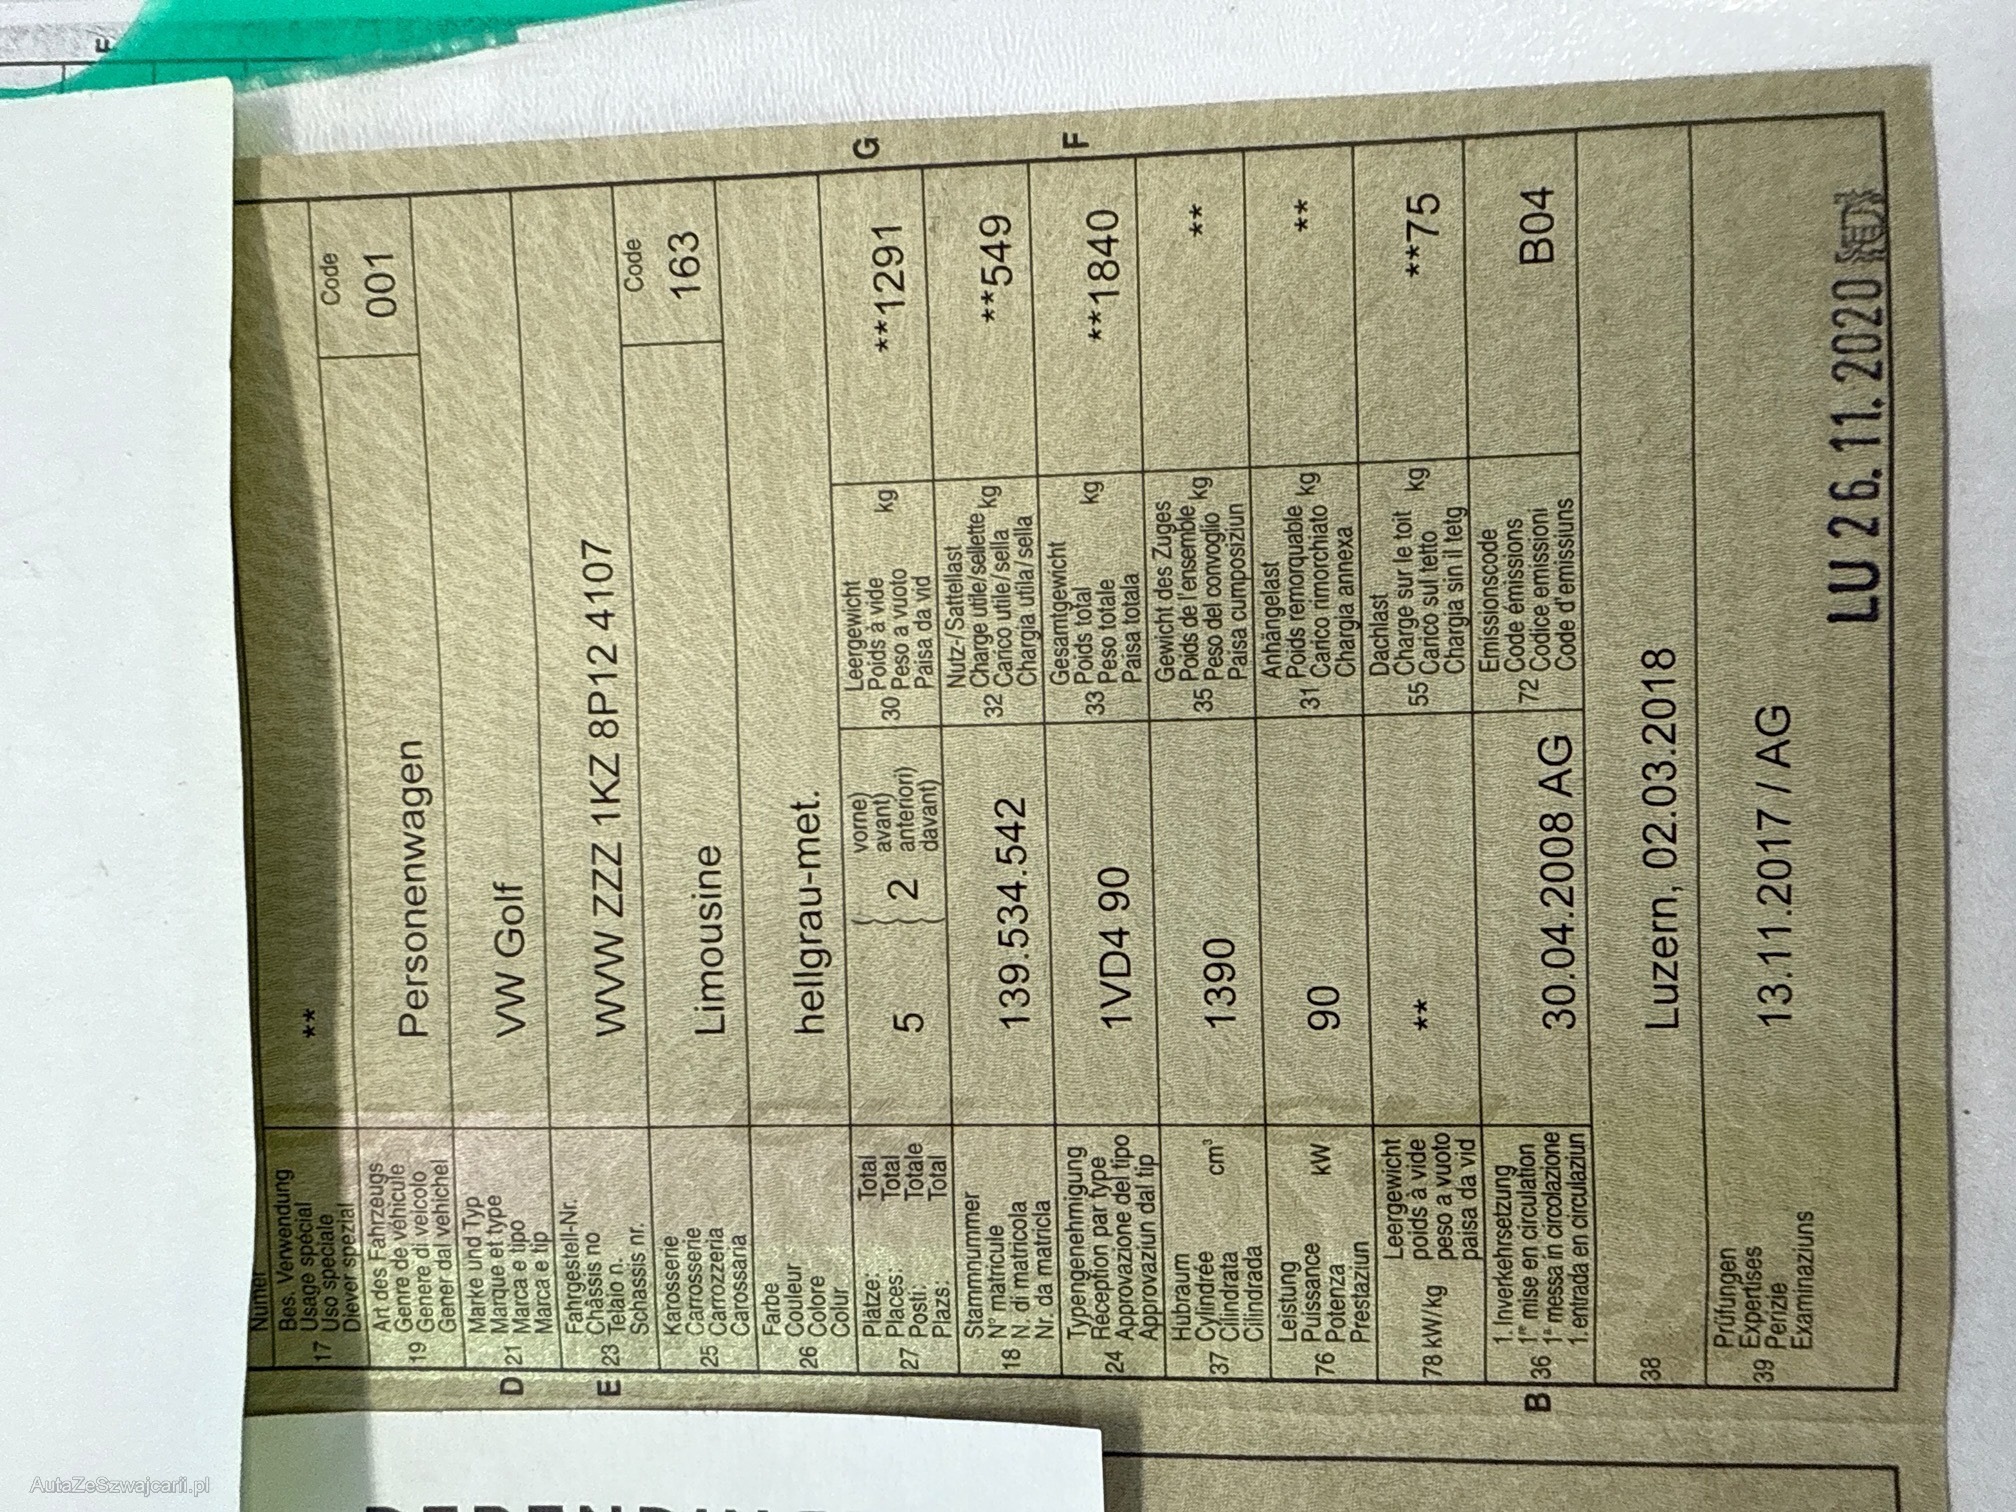 Numer
Bes. Verwendung
Usage spécial
17 Uso speciale
Diever spezial
**
Art des Fahrzeugs
Genre de véhicule
19 Genere di veicolo
Gener dal vehichel
Personenwagen
Code
001
Marke und Typ
Marque et type
D 21 Marca e tipo
Marca e tip
VW Golf
Fahrgestell-Nr.
Châssis no
E 23 Telaio n.
Schassis nr.
WVW ZZZ 1KZ 8P12 4107
Karosserie
Carrosserie
25 Carrozzeria
Carossaria
Limousine
Code
163
Farbe
Couleur
26 Colore
Colur
hellgrau-met.
Plätze: Total
Places: Total
27 Posti: Totale
Plazs: Total
5
2
vorne)
avant)
anteriori)
davant)
Leergewicht
Poids à vide
30 Peso a vuoto kg
Paisa da vid
**1291
G
Stammnummer
N° matricule
18 N. di matricola
Nr. da matricla
139.534.542
Nutz-/Sattellast
Charge utile/sellette
32 Carico utile/sella kg
Chargia utila/sella
**549
Typengenehmigung
Réception par type
24 Approvazione del tipo
Approvaziun dal tip
1VD4 90
Gesamtgewicht
Poids total
33 Peso totale kg
Paisa totala
**1840
F
Hubraum
Cylindrée
37 Cilindrata cm³
Cilindrada
1390
Gewicht des Zuges
Poids de l'ensemble
35 Peso del convoglio kg
Paisa cumposiziun
**
Leistung
Puissance
76 Potenza kW
Prestaziun
90
Anhängelast
Poids remorquable
31 Carico rimorchiato kg
Chargia annexa
**
Leergewicht
poids à vide
78 kW/kg peso a vuoto
paisa da vid
**
Dachlast
Charge sur le toit
55 Carico sul tetto kg
Chargia sin il tetg
**75
1. Inverkehrsetzung
1re mise en circulation
B 36 1a messa in circolazione
1. entrada en circulaziun
30.04.2008 AG
Emissionscode
Code émissions
72 Codice emissioni
Code d'emissiuns
B04
38
Luzern, 02.03.2018
Prüfungen
Expertises
39 Perizie
Examinaziuns
13.11.2017 / AG
LU 26. 11. 2020
AutaZeSzwajcarii.pl